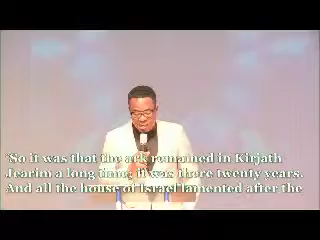 "So it was that the ark remained in Kirjath
Jearim a long time; it was there twenty years.
And all the house of Israel lamented after the